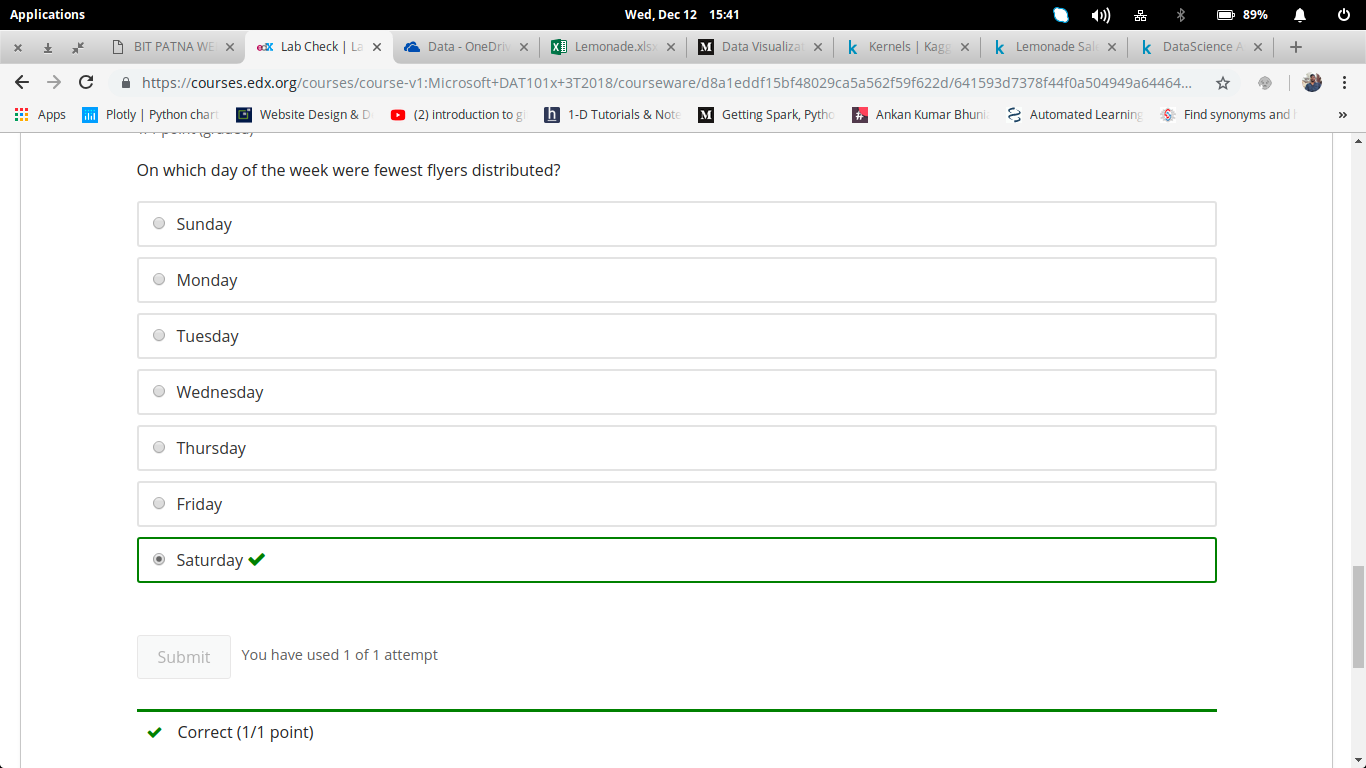 Applications
Wed, Dec 12 15:41
89%
BIT PATNA WE
edX Lab Check | La
Data - OneDriv
Lemonade.xlsx
M Data Visualizat
k Kernels | Kagg
k Lemonade Sal
k DataScience A
https://courses.edx.org/courses/course-v1:Microsoft+DAT101x+3T2018/courseware/d8a1eddf15bf48029ca5a562f59f622d/641593d7378f44f0a504949a64464...
Apps
Plotly | Python chart
Website Design & D
(2) introduction to gi
h 1-D Tutorials & Note
M Getting Spark, Pytho
Ankan Kumar Bhuni
Automated Learning
Find synonyms and
»
On which day of the week were fewest flyers distributed?
Sunday
Monday
Tuesday
Wednesday
Thursday
Friday
Saturday
Submit
You have used 1 of 1 attempt
Correct (1/1 point)